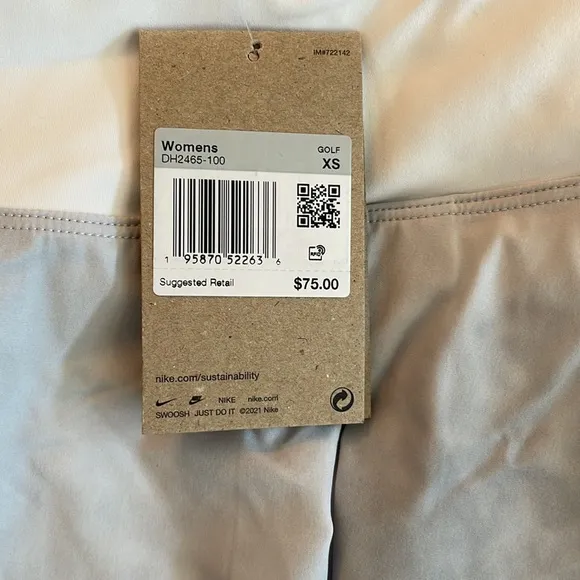 IM#722142
Womens GOLF
DH2465-100 XS
1 95870 52263 6
RFID
Suggested Retail $75.00
nike.com/sustainability
NIKE nike.com
SWOOSH JUST DO IT ©2021 Nike